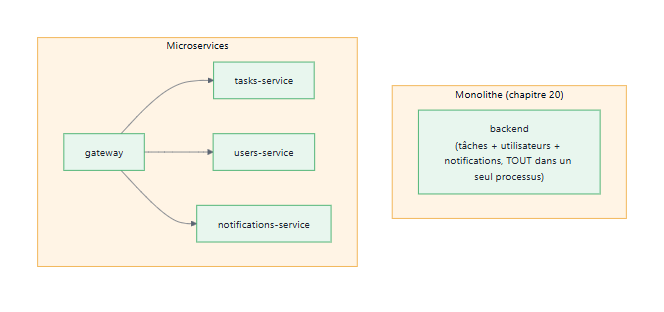 Microservices
tasks-service
gateway
users-service
notifications-service
Monolithe (chapitre 20)
backend
(tâches + utilisateurs +
notifications, TOUT dans un
seul processus)